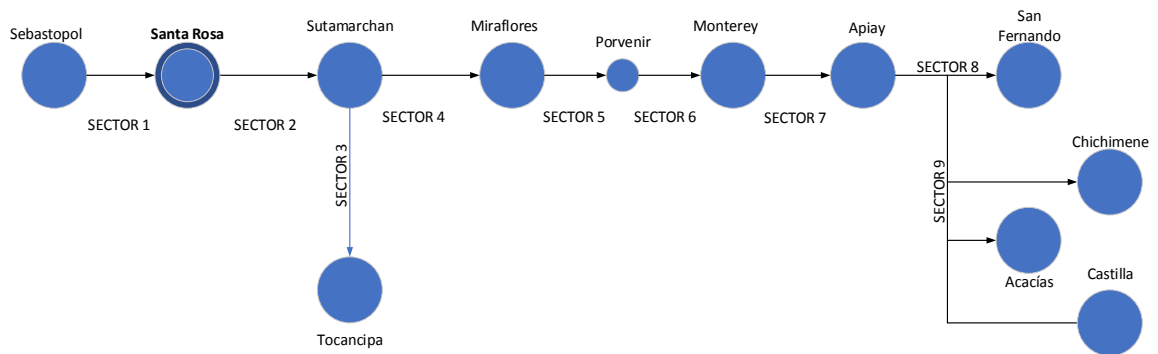 Sebastopol
Santa Rosa
Sutamarchan
Miraflores
Porvenir
Monterey
Apiay
San
Fernando
SECTOR 1
SECTOR 2
SECTOR 3
SECTOR 4
SECTOR 5
SECTOR 6
SECTOR 7
SECTOR 8
SECTOR 9
Chichimene
Acacías
Castilla
Tocancipa